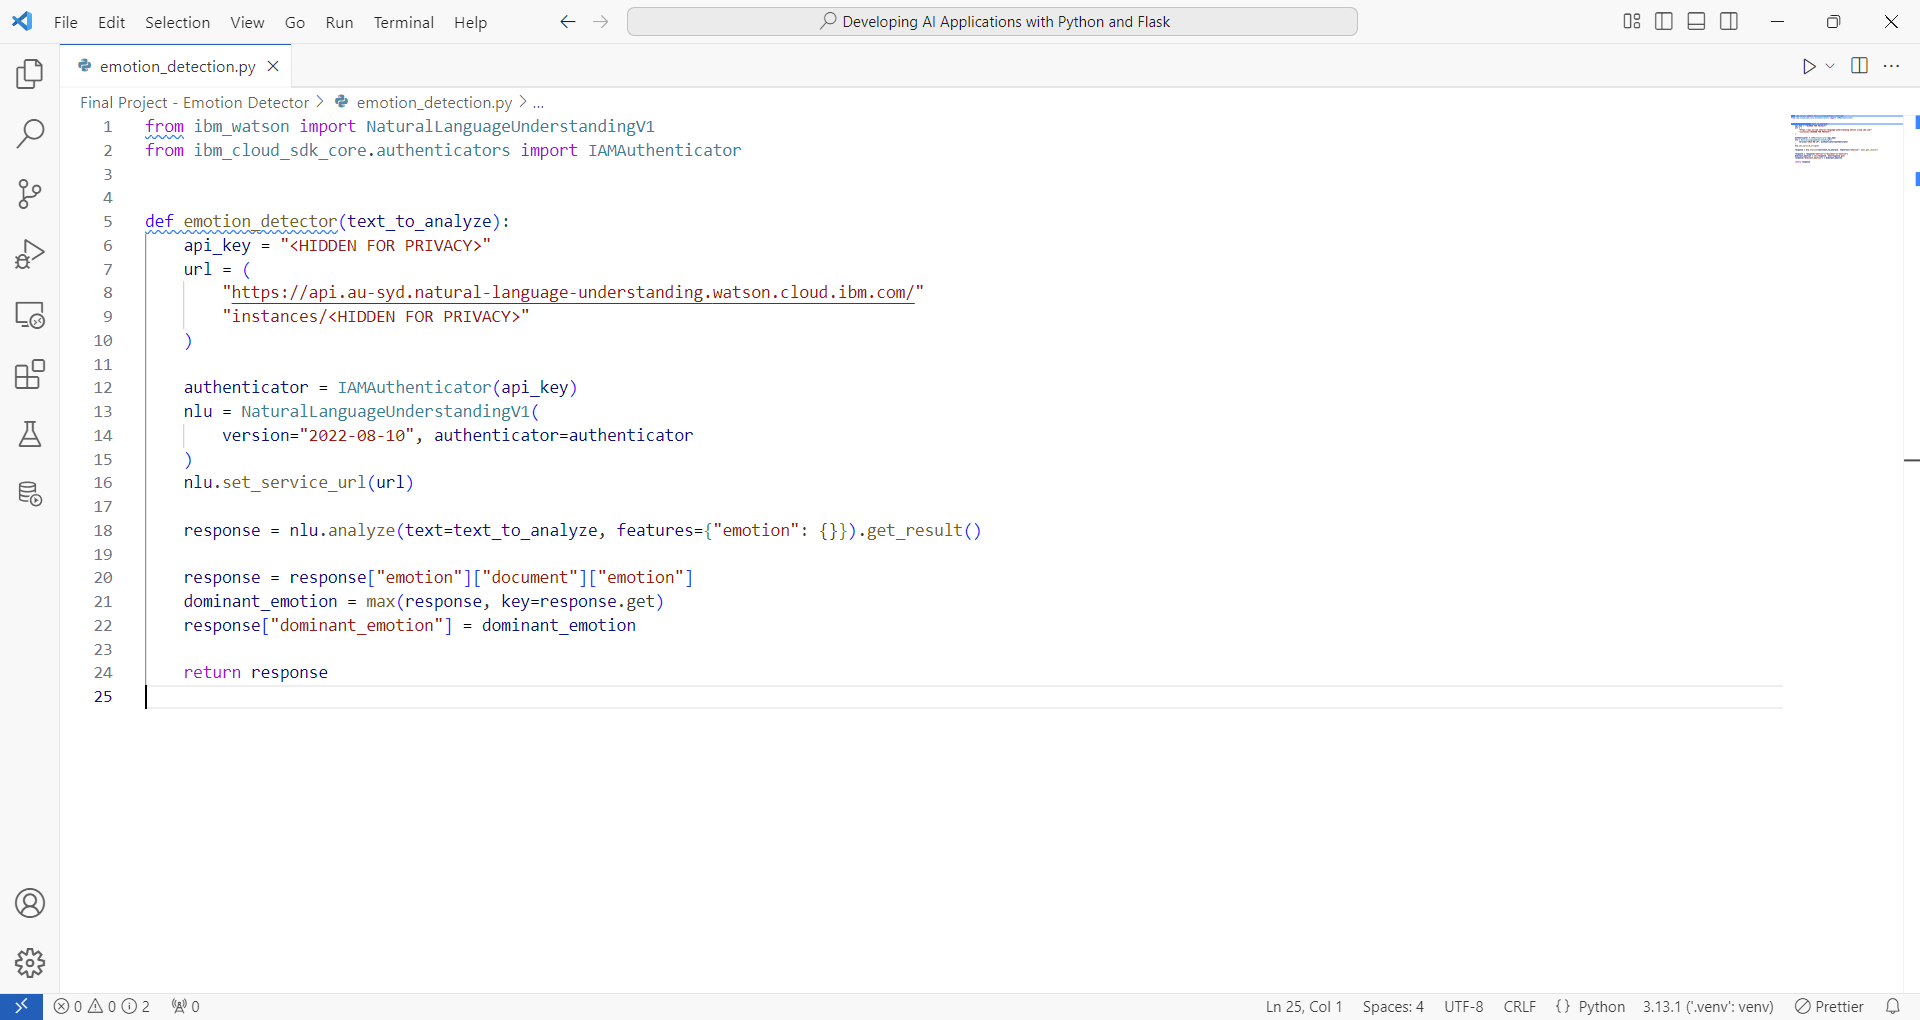 File Edit Selection View Go Run Terminal Help Developing AI Applications with Python and Flask
emotion_detection.py
Final Project - Emotion Detector > emotion_detection.py > ...
1 from ibm_watson import NaturalLanguageUnderstandingV1
2 from ibm_cloud_sdk_core.authenticators import IAMAuthenticator
3
4
5 def emotion_detector(text_to_analyze):
6     api_key = "<HIDDEN FOR PRIVACY>"
7     url = (
8         "https://api.au-syd.natural-language-understanding.watson.cloud.ibm.com/"
9         "instances/<HIDDEN FOR PRIVACY>"
10     )
11
12     authenticator = IAMAuthenticator(api_key)
13     nlu = NaturalLanguageUnderstandingV1(
14         version="2022-08-10", authenticator=authenticator
15     )
16     nlu.set_service_url(url)
17
18     response = nlu.analyze(text=text_to_analyze, features={"emotion": {}}).get_result()
19
20     response = response["emotion"]["document"]["emotion"]
21     dominant_emotion = max(response, key=response.get)
22     response["dominant_emotion"] = dominant_emotion
23
24     return response
25
0 0 2 0 Ln 25, Col 1 Spaces: 4 UTF-8 CRLF {} Python 3.13.1 ('.venv': venv) Prettier